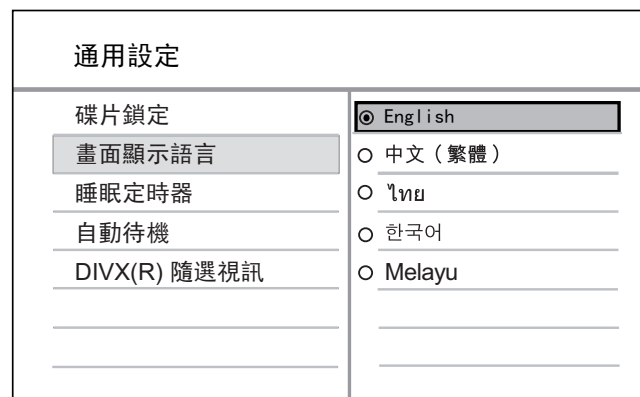 通用設定
碟片鎖定
畫面顯示語言
睡眠定時器
自動待機
DIVX(R) 隨選視訊
English
中文（繁體）
ไทย
한국어
Melayu